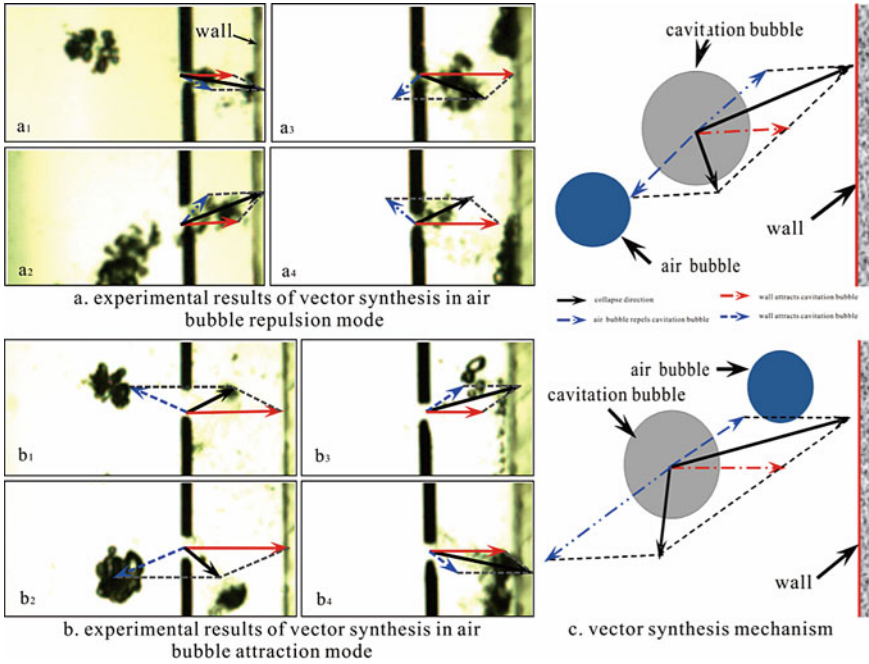 wall
a1
a3
a2
a4
a. experimental results of vector synthesis in air
bubble repulsion mode
b1
b3
b2
b4
b. experimental results of vector synthesis in air
bubble attraction mode
cavitation bubble
wall
air bubble
collapse direction
wall attracts cavitation bubble
air bubble repels cavitation bubble
wall attracts cavitation bubble
air bubble
cavitation bubble
wall
c. vector synthesis mechanism